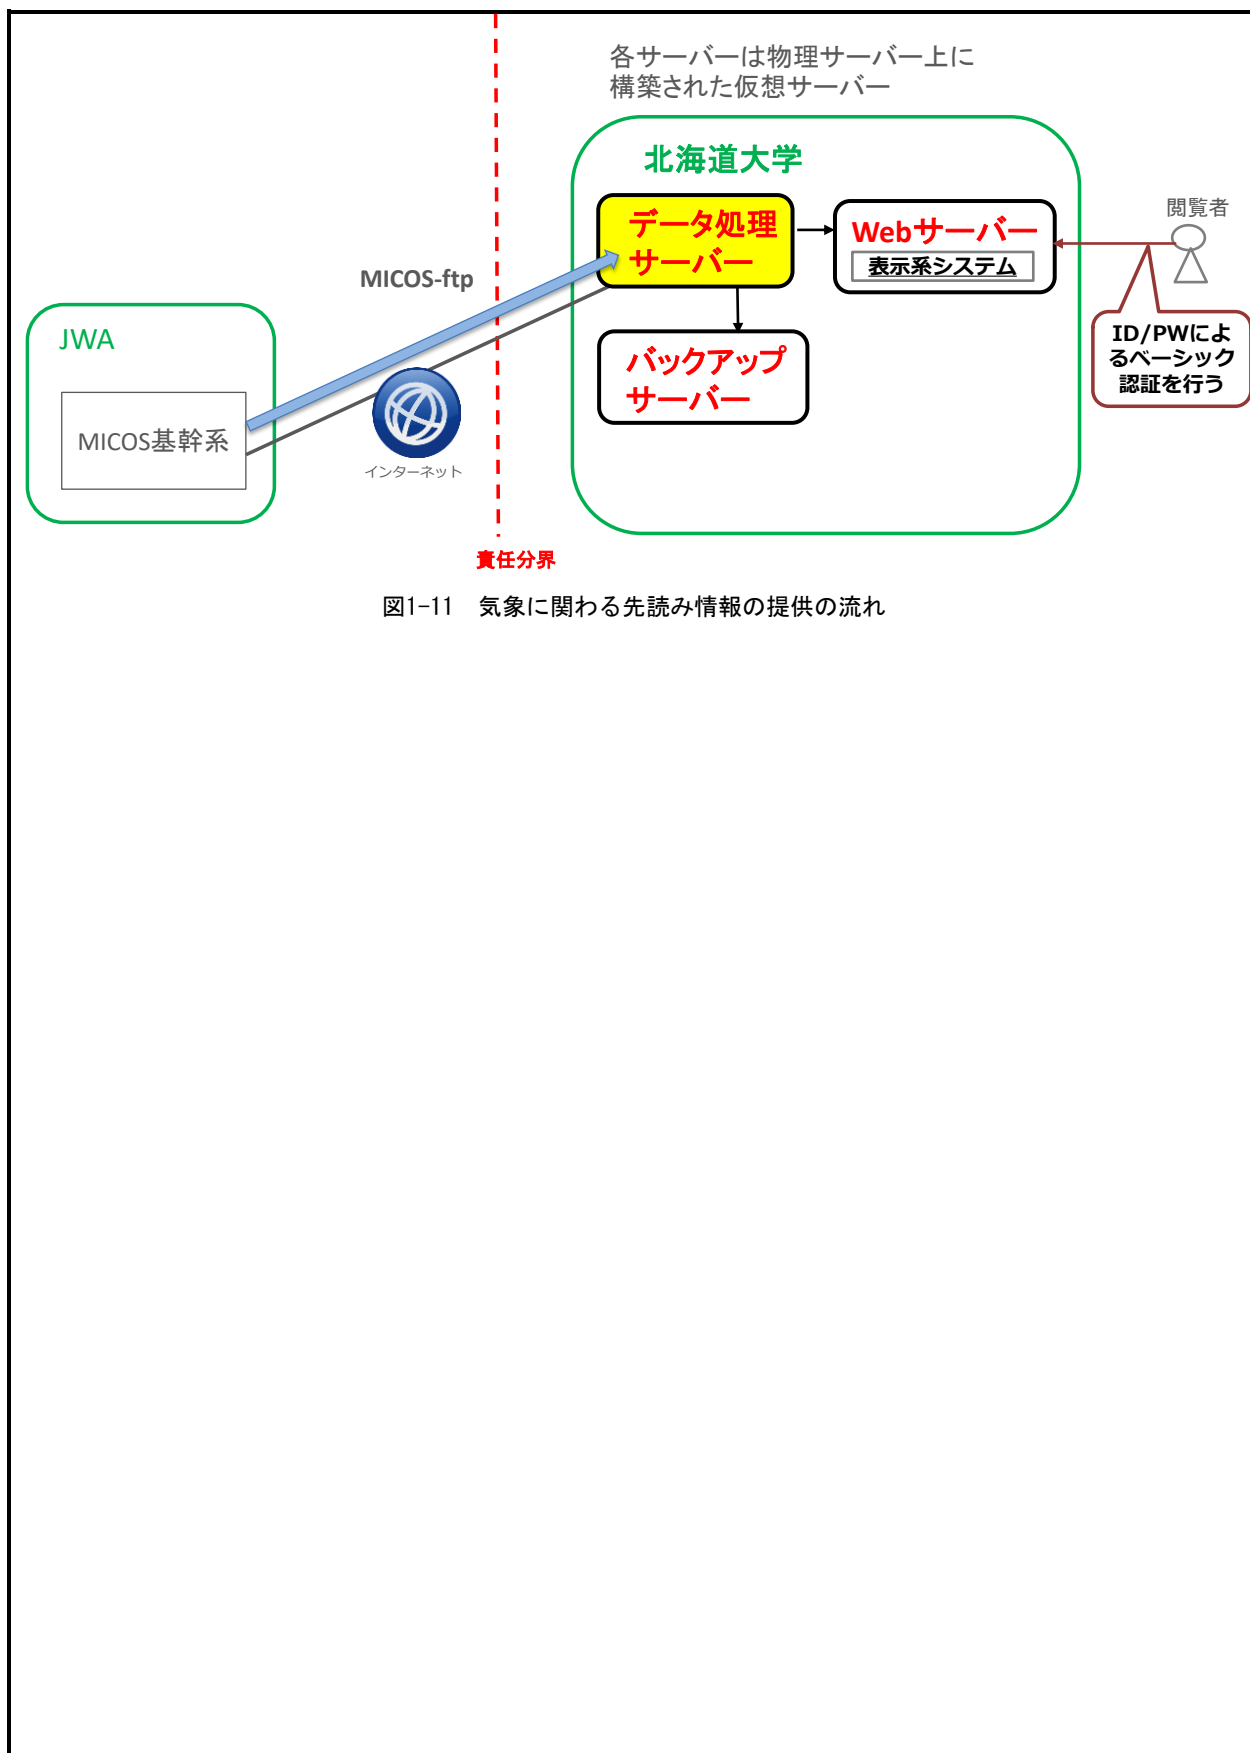 各サーバーは物理サーバー上に
構築された仮想サーバー
北海道大学
データ処理
サーバー
Webサーバー
表示系システム
閲覧者
MICOS-ftp
JWA
バックアップ
サーバー
ID/PWによ
るベーシック
認証を行う
MICOS基幹系
インターネット
責任分界
図1-11 気象に関わる先読み情報の提供の流れ